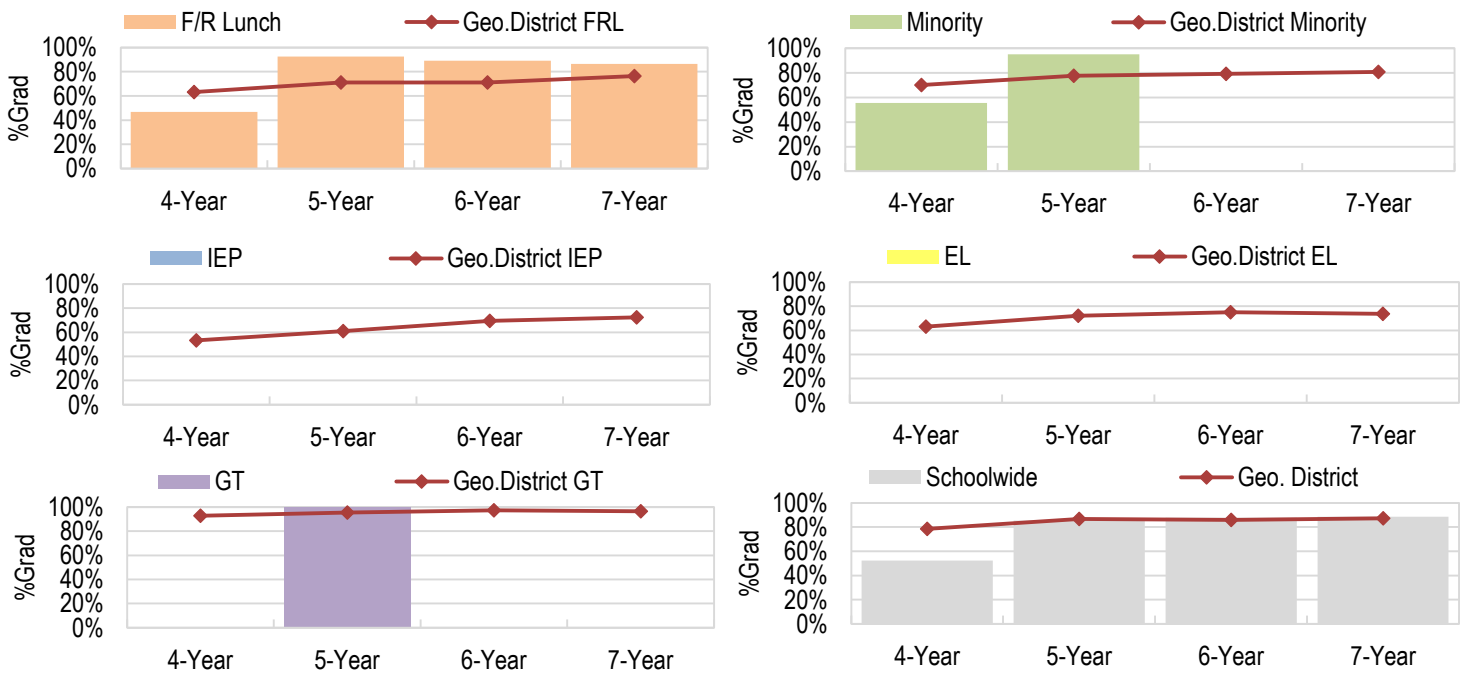 F/R Lunch Geo.District FRL
%Grad
100%
80%
60%
40%
20%
0%
4-Year 5-Year 6-Year 7-Year
Minority Geo.District Minority
%Grad
100%
80%
60%
40%
20%
0%
4-Year 5-Year 6-Year 7-Year
IEP Geo.District IEP
%Grad
100%
80%
60%
40%
20%
0%
4-Year 5-Year 6-Year 7-Year
EL Geo.District EL
%Grad
100%
80%
60%
40%
20%
0%
4-Year 5-Year 6-Year 7-Year
GT Geo.District GT
%Grad
100%
80%
60%
40%
20%
0%
4-Year 5-Year 6-Year 7-Year
Schoolwide Geo. District
%Grad
100%
80%
60%
40%
20%
0%
4-Year 5-Year 6-Year 7-Year